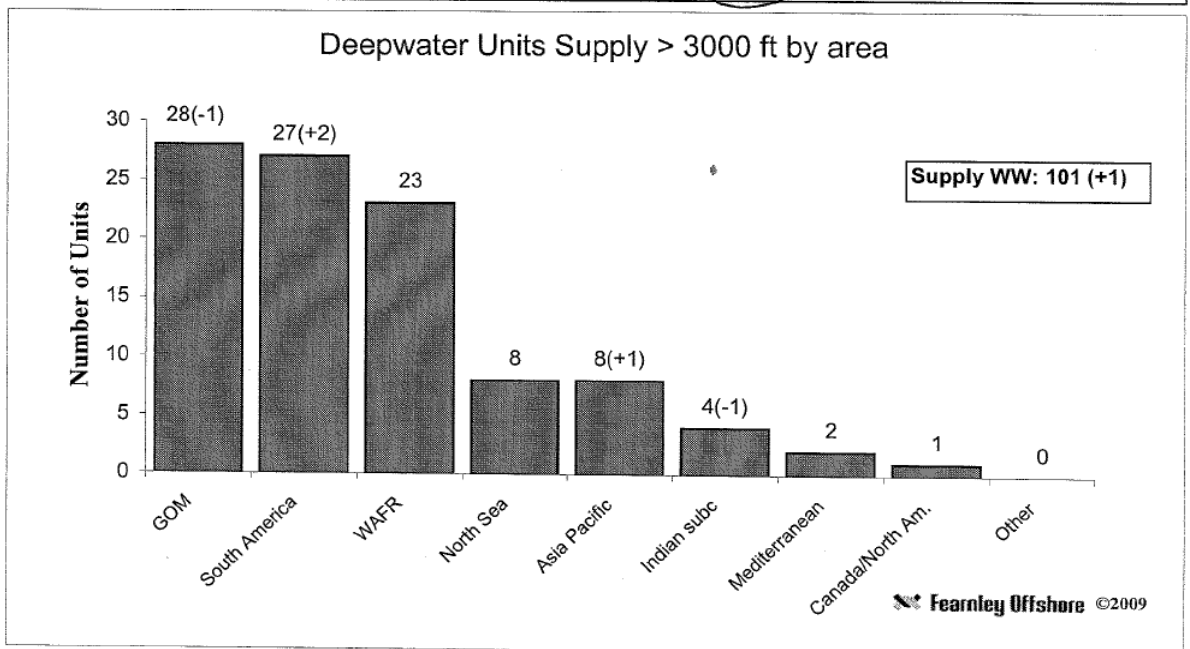 Deepwater Units Supply > 3000 ft by area
Number of Units
30
25
20
15
10
5
0
28(-1)
27(+2)
23
8
8(+1)
4(-1)
2
1
0
GOM
South America
WAFR
North Sea
Asia Pacific
Indian subc
Mediterranean
Canada/North Am.
Other
Supply WW: 101 (+1)
Fearnley Offshore ©2009